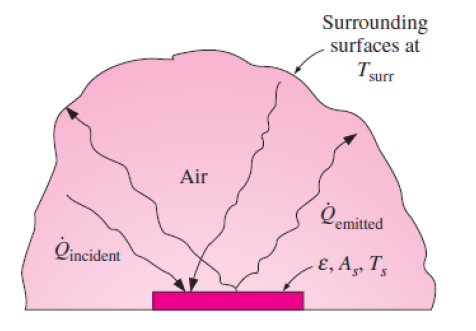 Surrounding
surfaces at
T_surr
Air
Q̇_emitted
Q̇_incident
ε, A_s, T_s